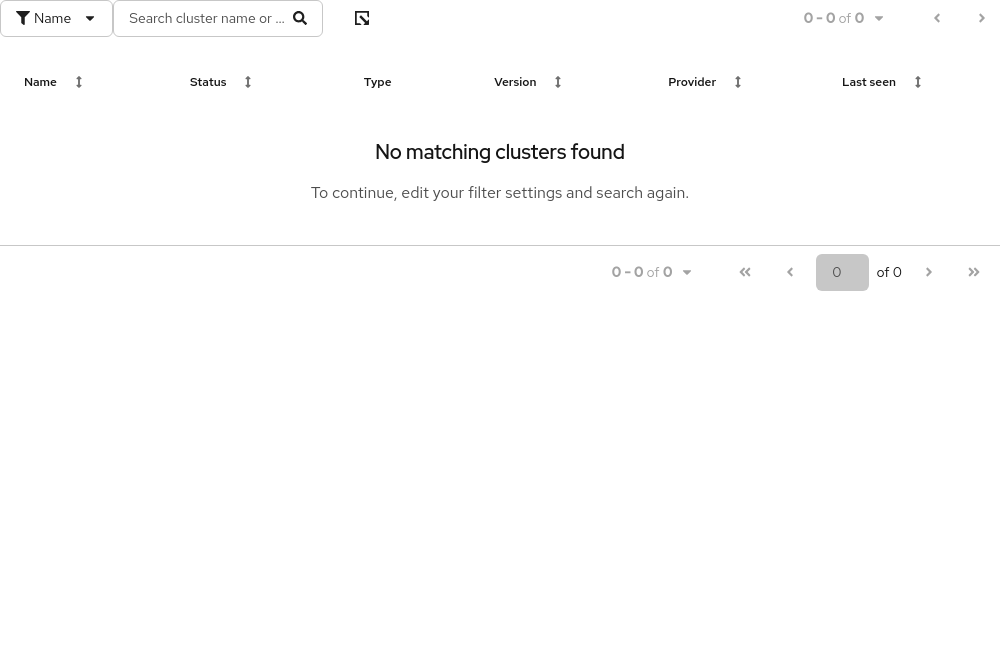 Name Search cluster name or ... 0 - 0 of 0
Name Status Type Version Provider Last seen
No matching clusters found
To continue, edit your filter settings and search again.
0 - 0 of 0 0 of 0